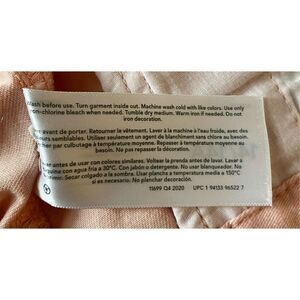 Wash before use. Turn garment inside out. Machine wash cold with like colors. Use only
non-chlorine bleach when needed. Tumble dry medium. Warm iron if needed. Do not
iron decoration.
avant de porter. Retourner le vêtement. Laver à la machine à l'eau froide, avec des
couleurs semblables. Utiliser seulement un agent de blanchiment sans chlore au besoin.
par culbutage à température moyenne. Repasser à température moyenne au besoin.
Ne pas repasser la décoration.
antes de usar con colores similares. Voltear la prenda antes de lavar. Lavar a
máquina con agua fria a 30°C. Con jabón o detergente. No usar blanqueador. No
Secar colgado a la sombra. Usar plancha a temperatura media a 150°C
si es necesario. No planchar decoración.
11699 Q4 2020 UPC 1 94133 96522 7